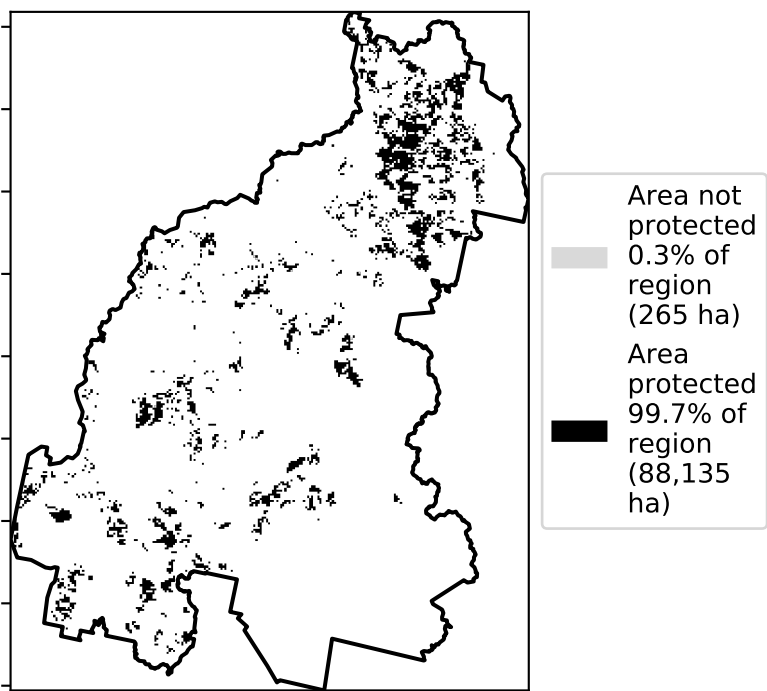 Area not
protected
0.3% of
region
(265 ha)
Area
protected
99.7% of
region
(88,135
ha)